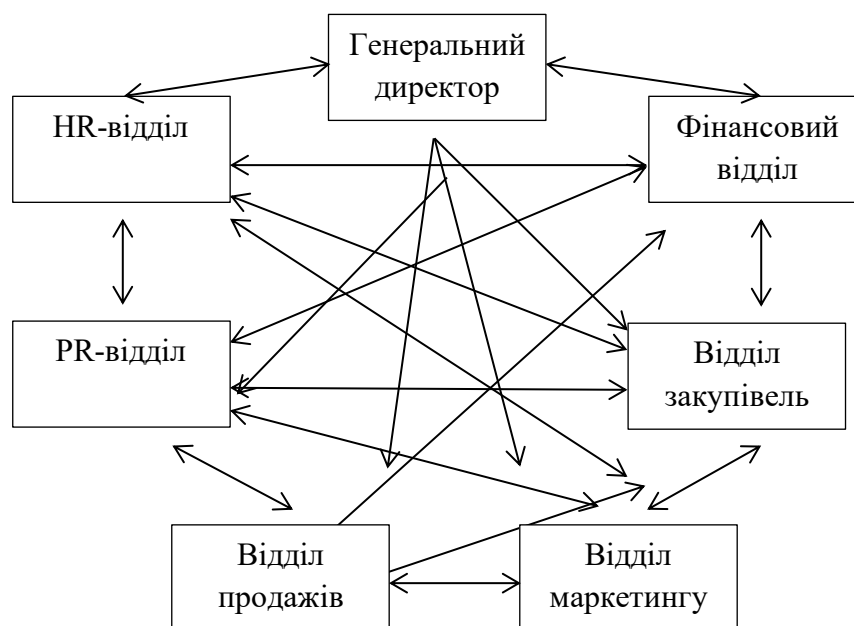 Генеральний
директор
HR-відділ
Фінансовий
відділ
PR-відділ
Відділ
закупівель
Відділ
продажів
Відділ
маркетингу